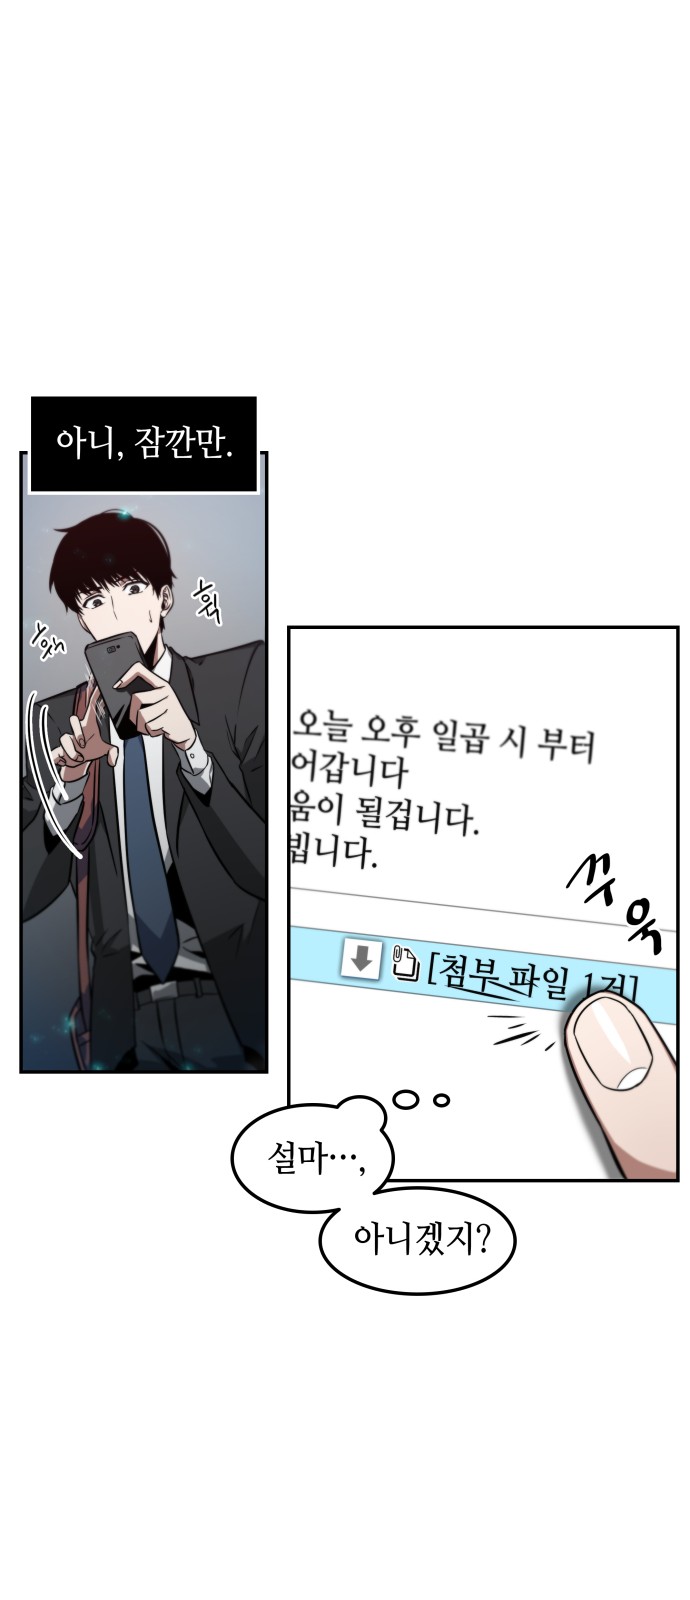 아니, 잠깐만.
휙
휙
오늘 오후 일곱 시 부터
어갑니다
움이 될겁니다.
빕니다.
꾸욱
[첨부 파일 1건]
설마…,
아니겠지?